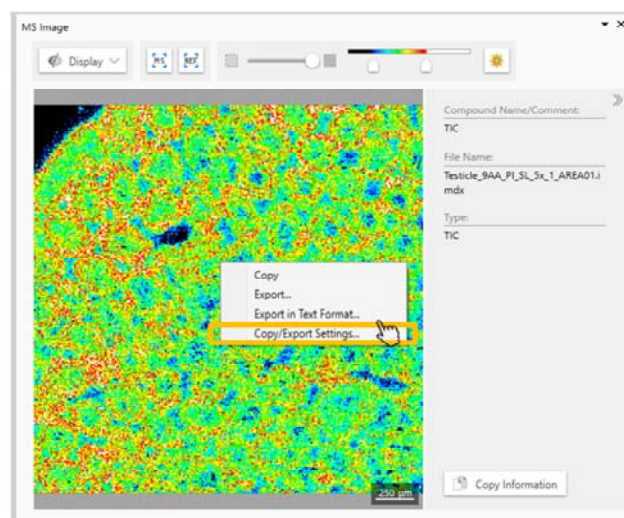 MS Image
Display
MS REF
Compound Name/Comment:
TIC
File Name:
Testicle_9AA_PI_SL_5x_1_AREA01.i
mdx
Type:
TIC
Copy
Export...
Export in Text Format...
Copy/Export Settings...
250 μm
Copy Information